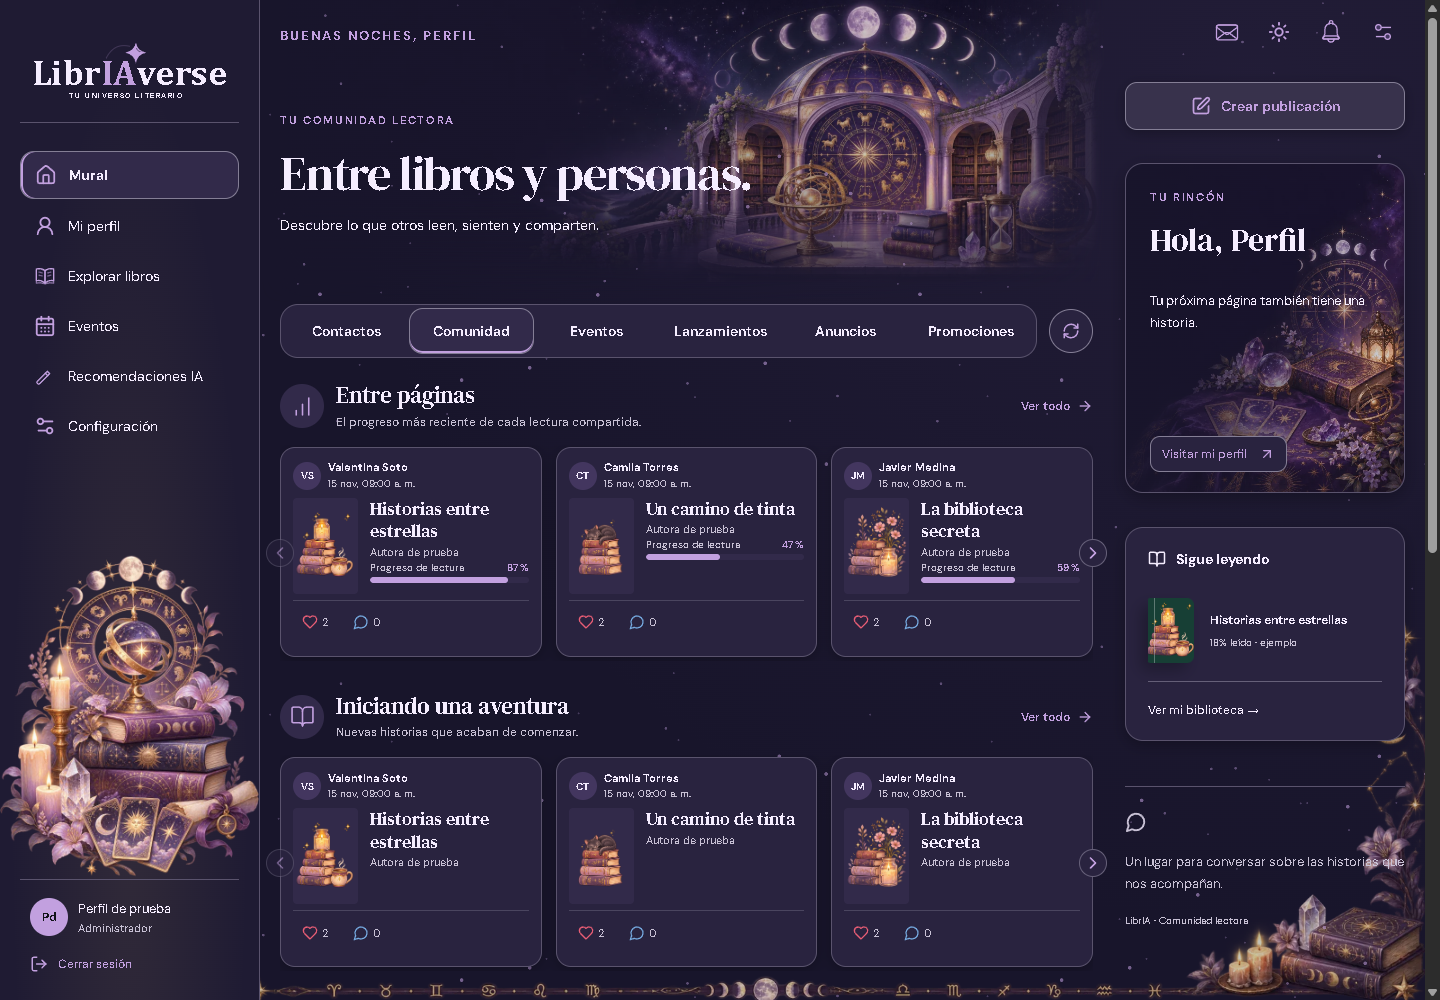 LibrIAverse
TU UNIVERSO LITERARIO
Mural
Mi perfil
Explorar libros
Eventos
Recomendaciones IA
Configuración
Pd
Perfil de prueba
Administrador
Cerrar sesión
BUENAS NOCHES, PERFIL
TU COMUNIDAD LECTORA
Entre libros y personas.
Descubre lo que otros leen, sienten y comparten.
Contactos
Comunidad
Eventos
Lanzamientos
Anuncios
Promociones
Entre páginas
El progreso más reciente de cada lectura compartida.
Ver todo →
VS
Valentina Soto
15 nov, 09:00 a. m.
Historias entre
estrellas
Autora de prueba
Progreso de lectura 87%
2 0
CT
Camila Torres
15 nov, 09:00 a. m.
Un camino de tinta
Autora de prueba
Progreso de lectura 47%
2 0
JM
Javier Medina
15 nov, 09:00 a. m.
La biblioteca
secreta
Autora de prueba
Progreso de lectura 59%
2 0
Iniciando una aventura
Nuevas historias que acaban de comenzar.
Ver todo →
VS
Valentina Soto
15 nov, 09:00 a. m.
Historias entre
estrellas
Autora de prueba
2 0
CT
Camila Torres
15 nov, 09:00 a. m.
Un camino de tinta
Autora de prueba
2 0
JM
Javier Medina
15 nov, 09:00 a. m.
La biblioteca
secreta
Autora de prueba
2 0
♈ · ♉ · ♊ · ♋ · ♌ · ♍ · ♎ · ♏ · ♐ · ♑ · ♒ · ♓
Crear publicación
TU RINCÓN
Hola, Perfil
Tu próxima página también tiene una
historia.
Visitar mi perfil ↗
Sigue leyendo
Historias entre estrellas
18% leído · ejemplo
Ver mi biblioteca →
Un lugar para conversar sobre las historias que
nos acompañan.
LibrIA · Comunidad lectora